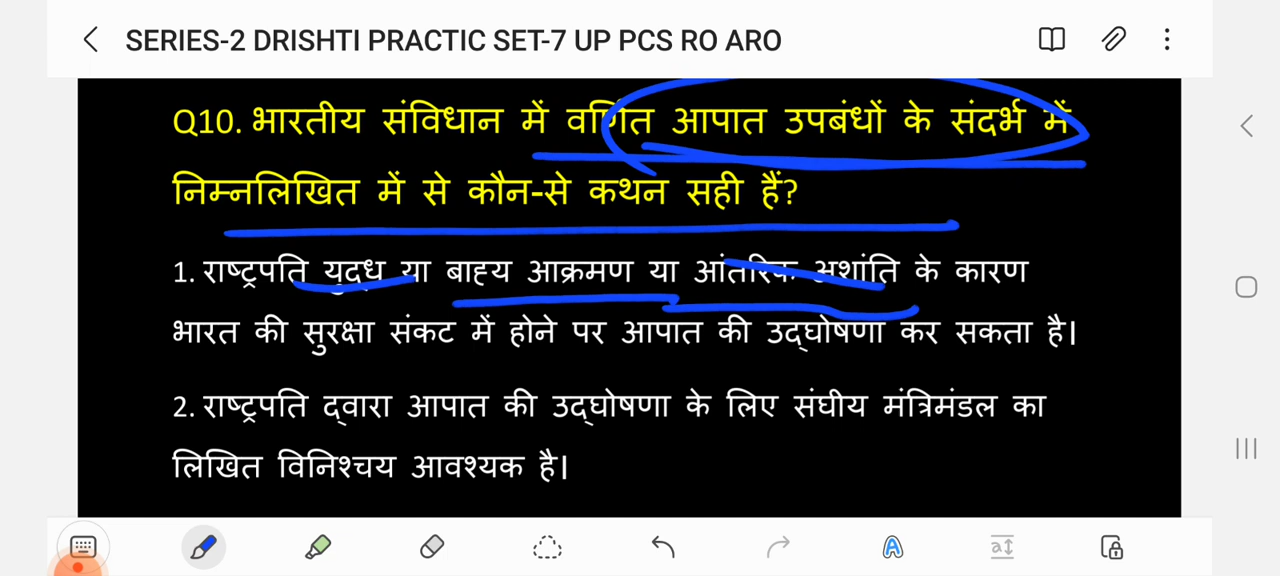 SERIES-2 DRISHTI PRACTIC SET-7 UP PCS RO ARO
Q10. भारतीय संविधान में वर्णित आपात उपबंधों के संदर्भ में
निम्नलिखित में से कौन-से कथन सही हैं?
1. राष्ट्रपति युद्ध या बाह्य आक्रमण या आंतरिक अशांति के कारण
भारत की सुरक्षा संकट में होने पर आपात की उद्घोषणा कर सकता है।
2. राष्ट्रपति द्वारा आपात की उद्घोषणा के लिए संघीय मंत्रिमंडल का
लिखित विनिश्चय आवश्यक है।